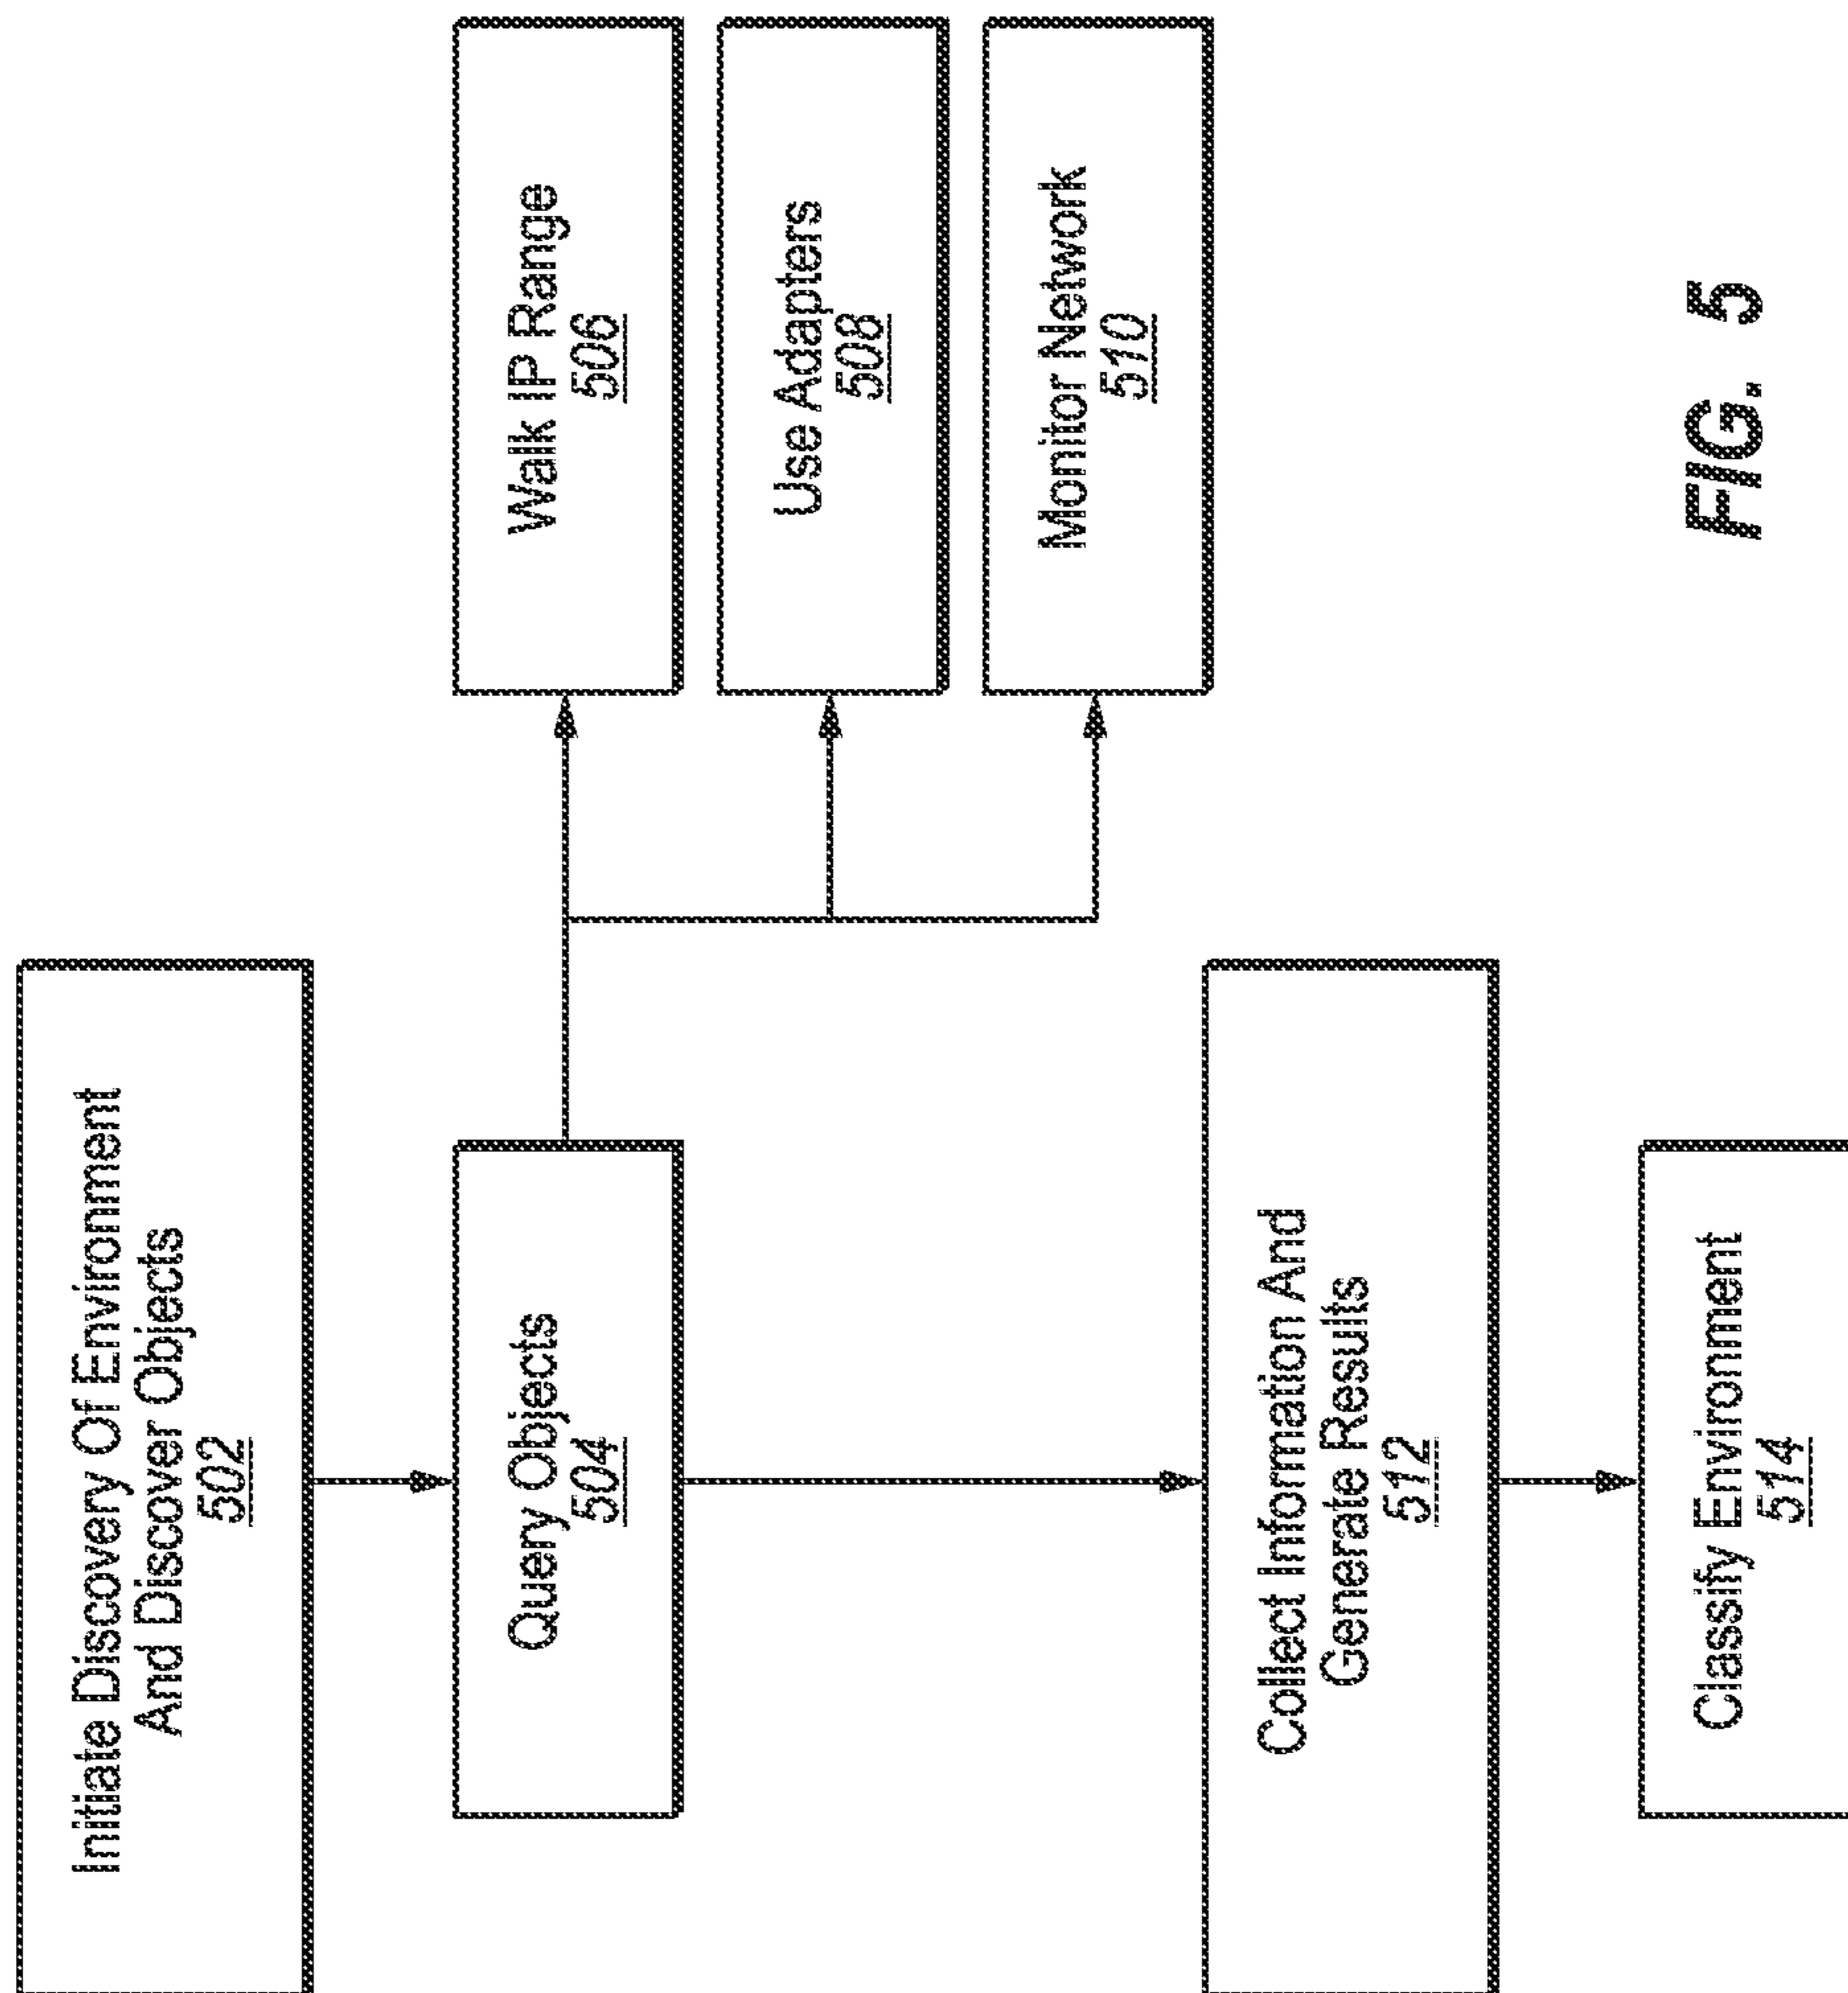 Initiate Discovery Of Environment
And Discover Objects
502
Query Objects
504
Walk IP Range
506
Use Adapters
508
Monitor Network
510
Collect Information And
Generate Results
512
Classify Environment
514
FIG. 5